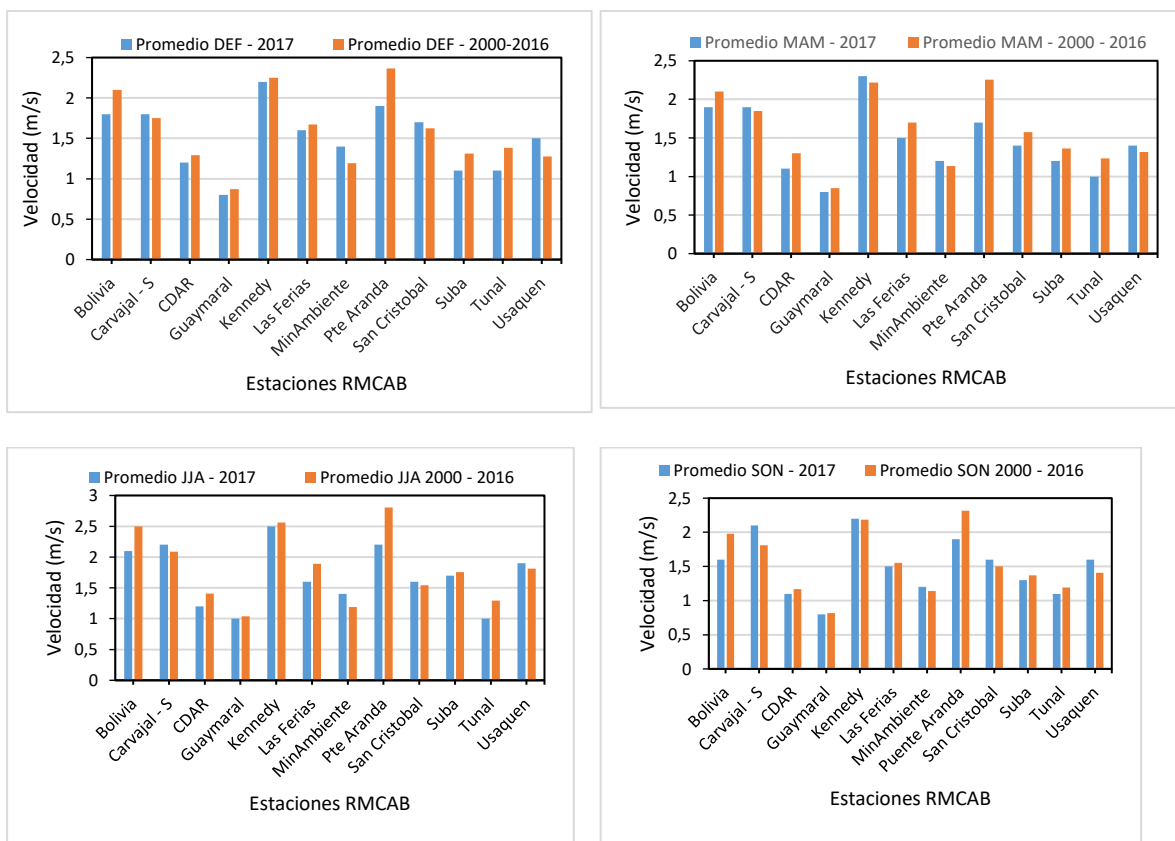 Promedio DEF - 2017 Promedio DEF - 2000-2016
2,5
2
1,5
1
0,5
0
Velocidad (m/s)
Bolivia
Carvajal - S
CDAR
Guaymaral
Kennedy
Las Ferias
MinAmbiente
Pte Aranda
San Cristobal
Suba
Tunal
Usaquen
Estaciones RMCAB
Promedio MAM - 2017 Promedio MAM - 2000 - 2016
2,5
2
1,5
1
0,5
0
Velocidad (m/s)
Bolivia
Carvajal - S
CDAR
Guaymaral
Kennedy
Las Ferias
MinAmbiente
Pte Aranda
San Cristobal
Suba
Tunal
Usaquen
Estaciones RMCAB
Promedio JJA - 2017 Promedio JJA 2000 - 2016
3
2,5
2
1,5
1
0,5
0
Velocidad (m/s)
Bolivia
Carvajal - S
CDAR
Guaymaral
Kennedy
Las Ferias
MinAmbiente
Pte Aranda
San Cristobal
Suba
Tunal
Usaquen
Estaciones RMCAB
Promedio SON - 2017 Promedio SON 2000 - 2016
2,5
2
1,5
1
0,5
0
Velocidad (m/s)
Bolivia
Carvajal - S
CDAR
Guaymaral
Kennedy
Las Ferias
MinAmbiente
Puente Aranda
San Cristobal
Suba
Tunal
Usaquen
Estaciones RMCAB